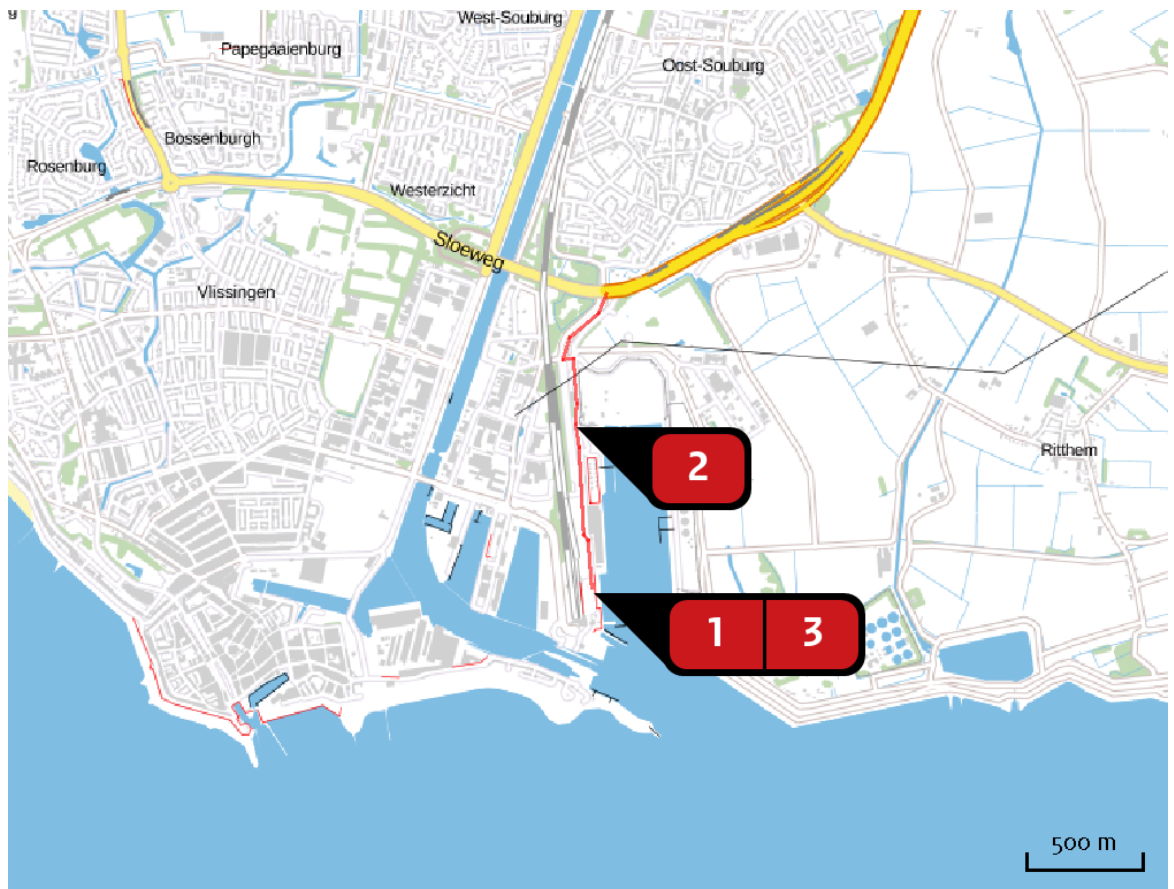 g
West-Souburg
Papegaaienburg
Oost-Souburg
Bossenburgh
Rosenburg
Westerzicht
Sloeweg
Vlissingen
Ritthem
2
1 3
500 m